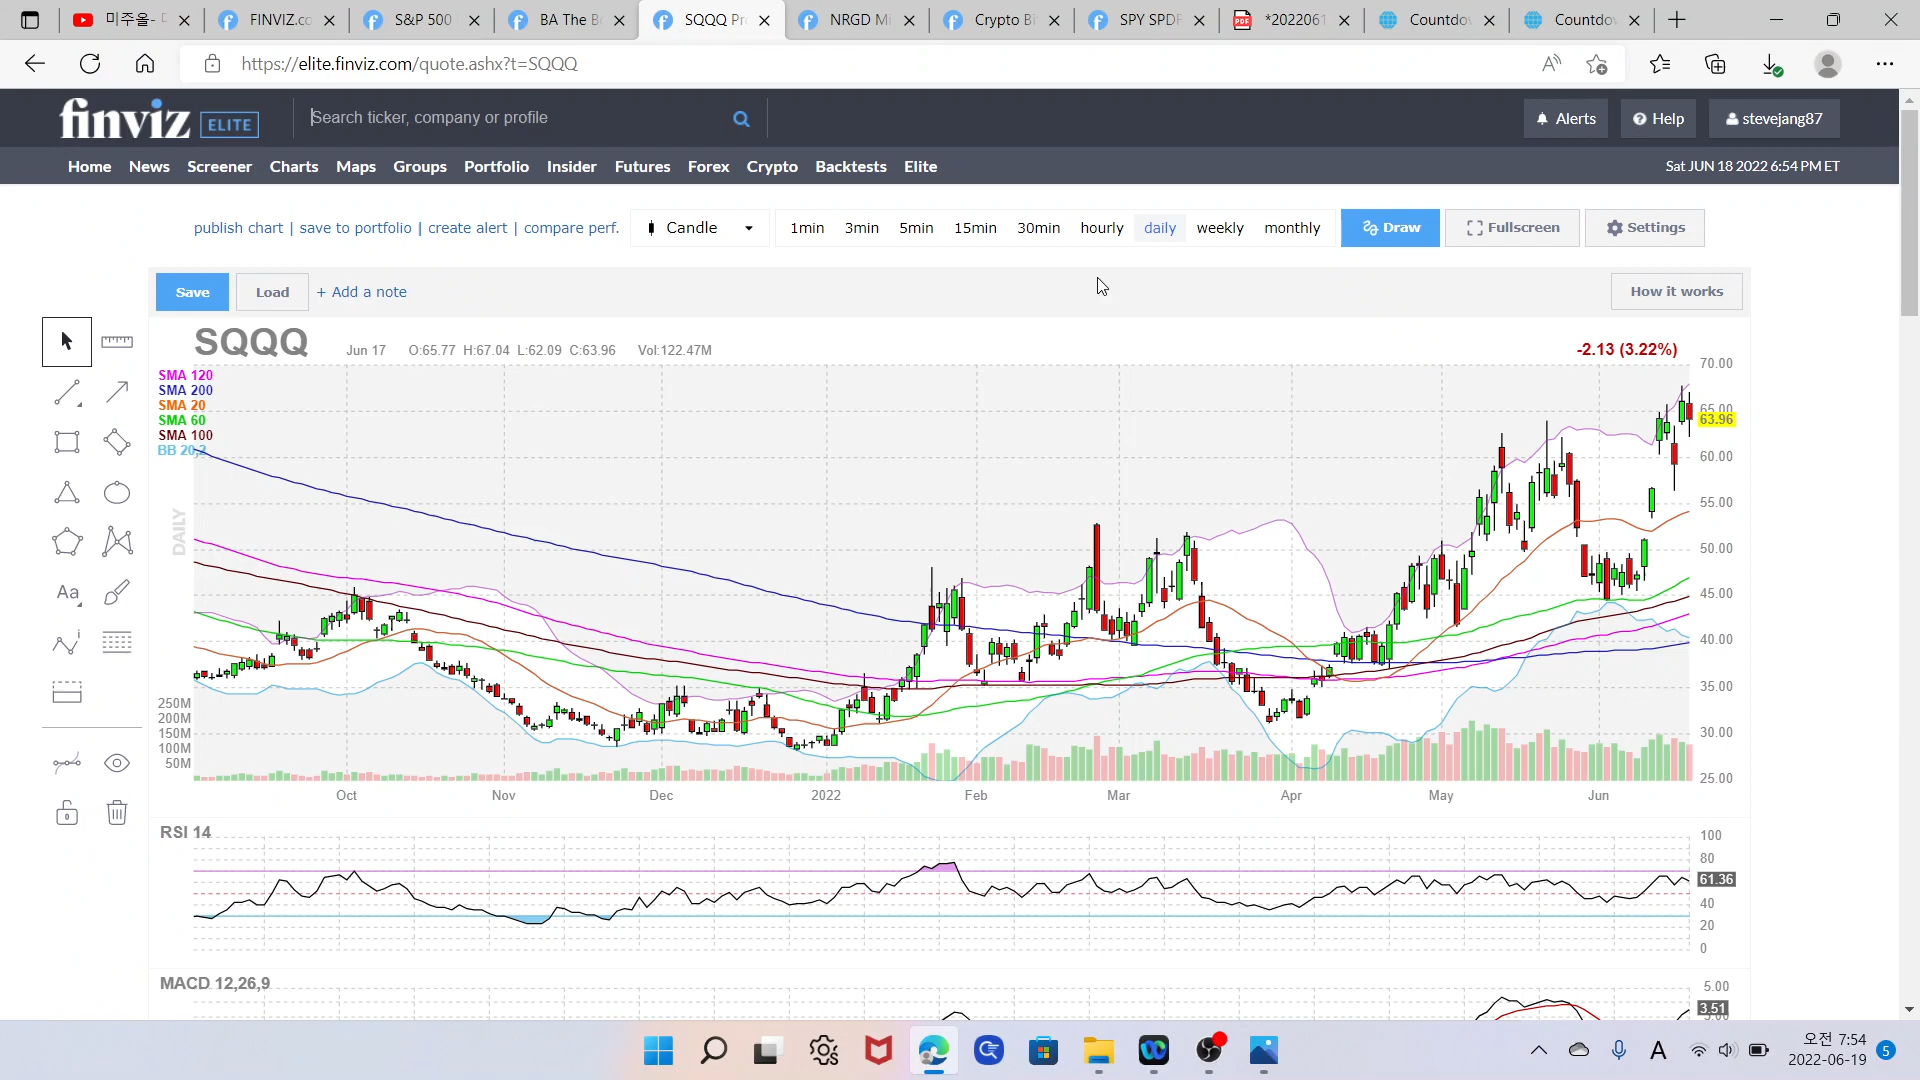 미주울-
FINVIZ.co
S&P 500
BA The B
SQQQ Pr
NRGD Mi
Crypto Bi
SPY SPDR
*2022061
Countdo
Countdo
https://elite.finviz.com/quote.ashx?t=SQQQ
finviz ELITE
Search ticker, company or profile
Alerts
Help
stevejang87
Home News Screener Charts Maps Groups Portfolio Insider Futures Forex Crypto Backtests Elite
Sat JUN 18 2022 6:54 PM ET
publish chart | save to portfolio | create alert | compare perf.
Candle
1min 3min 5min 15min 30min hourly daily weekly monthly
Draw
Fullscreen
Settings
Save
Load
+ Add a note
How it works
SQQQ
Jun 17 O:65.77 H:67.04 L:62.09 C:63.96 Vol:122.47M
-2.13 (3.22%)
SMA 120
SMA 200
SMA 20
SMA 60
SMA 100
BB 20,2
DAILY
Aa
70.00
65.00
63.96
60.00
55.00
50.00
45.00
40.00
35.00
30.00
25.00
250M
200M
150M
100M
50M
Oct Nov Dec 2022 Feb Mar Apr May Jun
RSI 14
100
80
61.36
40
20
0
MACD 12,26,9
5.00
3.51
A
오전 7:54
2022-06-19
5